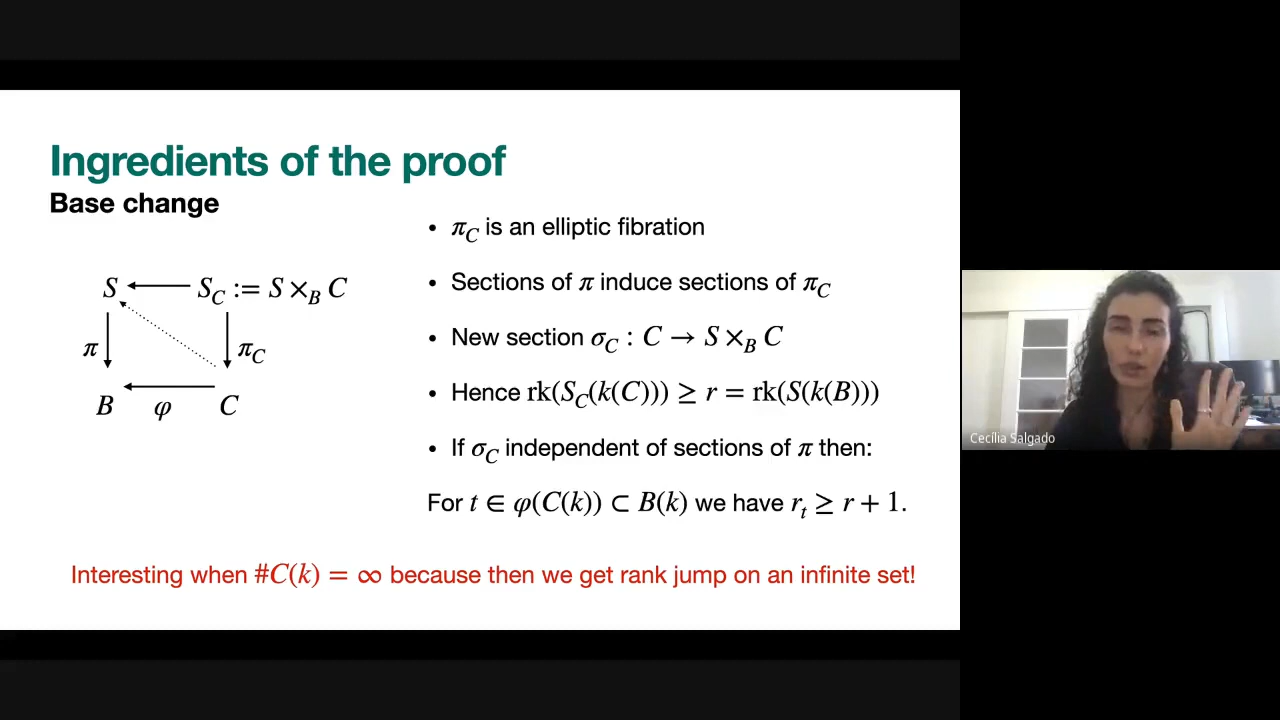 Ingredients of the proof
Base change
S ← S_C := S ×_B C
π π_C
B φ C
• π_C is an elliptic fibration
• Sections of π induce sections of π_C
• New section σ_C : C → S ×_B C
• Hence rk(S_C(k(C))) ≥ r = rk(S(k(B)))
• If σ_C independent of sections of π then:
For t ∈ φ(C(k)) ⊂ B(k) we have r_t ≥ r + 1.
Interesting when #C(k) = ∞ because then we get rank jump on an infinite set!
Cecília Salgado